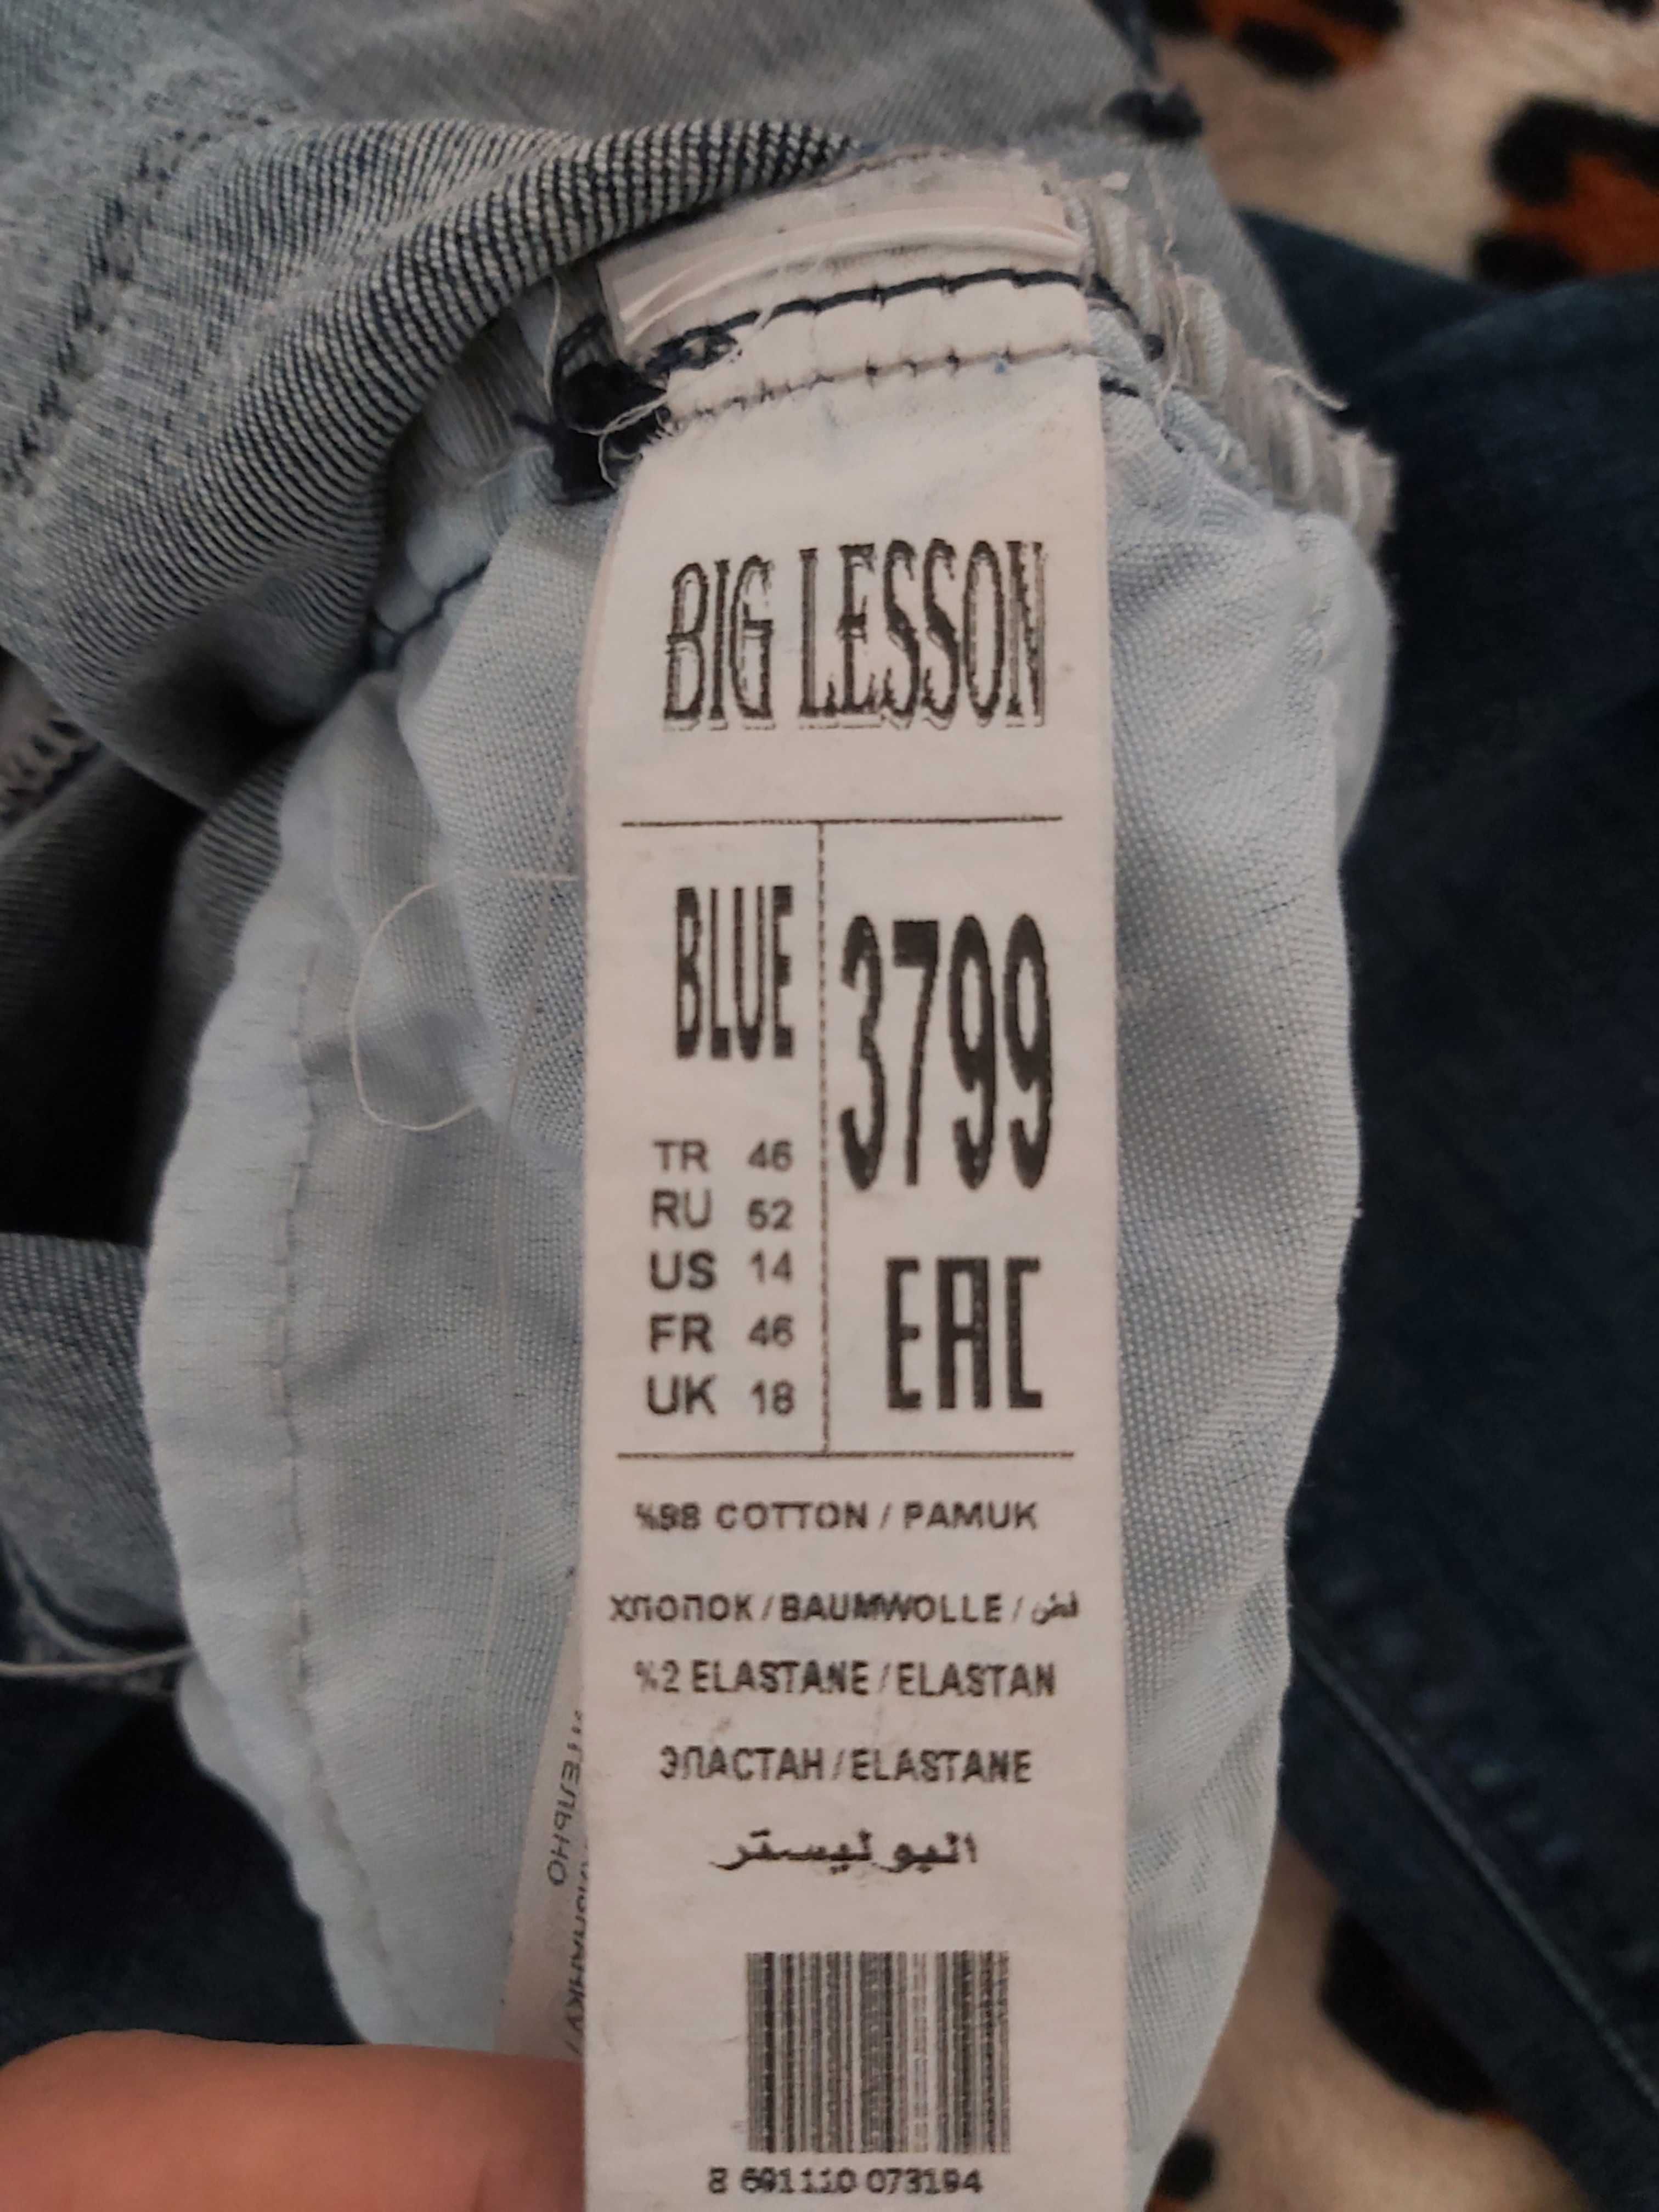 BIG LESSON
BLUE
3799
TR 46
RU 52
US 14
FR 46
UK 18
EAC
%98 COTTON / PAMUK
ХЛОПОК / BAUMWOLLE / قطن
%2 ELASTANE / ELASTAN
ЭЛАСТАН / ELASTANE
البوليستر
8 691110 073194